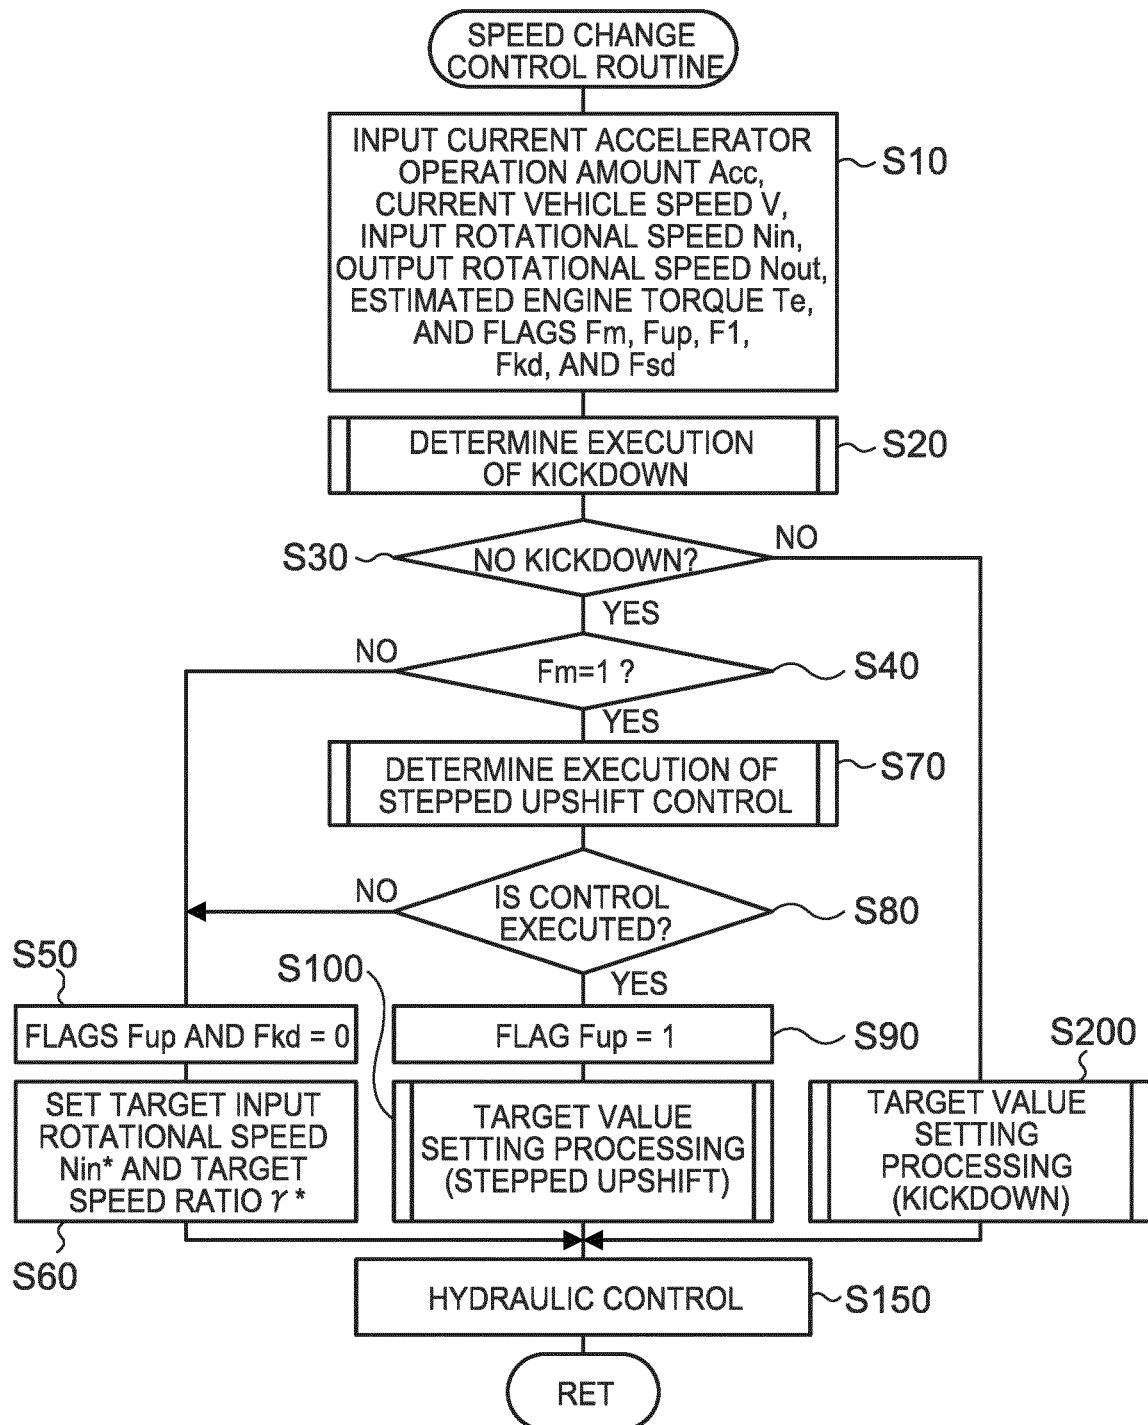 SPEED CHANGE
CONTROL ROUTINE
INPUT CURRENT ACCELERATOR
OPERATION AMOUNT Acc,
CURRENT VEHICLE SPEED V,
INPUT ROTATIONAL SPEED Nin,
OUTPUT ROTATIONAL SPEED Nout,
ESTIMATED ENGINE TORQUE Te,
AND FLAGS Fm, Fup, F1,
Fkd, AND Fsd
S10
DETERMINE EXECUTION
OF KICKDOWN
S20
S30
NO KICKDOWN?
NO
YES
NO
Fm=1 ?
S40
YES
DETERMINE EXECUTION OF
STEPPED UPSHIFT CONTROL
S70
NO
IS CONTROL
EXECUTED?
S80
YES
S50
FLAGS Fup AND Fkd = 0
S100
FLAG Fup = 1
S90
S200
SET TARGET INPUT
ROTATIONAL SPEED
Nin* AND TARGET
SPEED RATIO γ*
S60
TARGET VALUE
SETTING PROCESSING
(STEPPED UPSHIFT)
TARGET VALUE
SETTING
PROCESSING
(KICKDOWN)
HYDRAULIC CONTROL
S150
RET